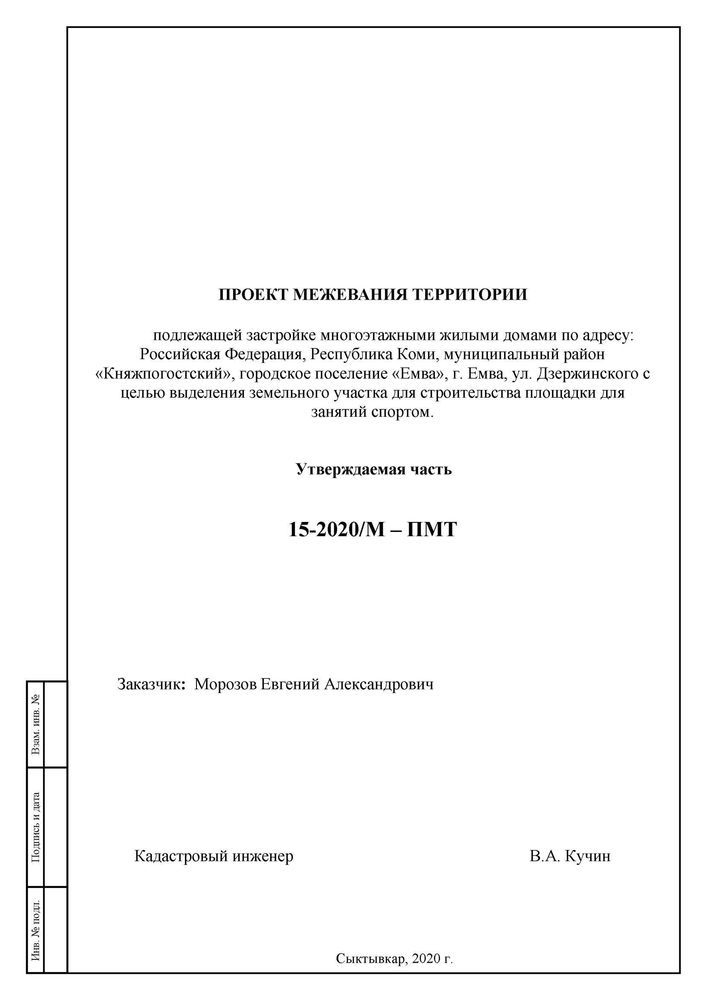 ПРОЕКТ МЕЖЕВАНИЯ ТЕРРИТОРИИ
подлежащей застройке многоэтажными жилыми домами по адресу:
Российская Федерация, Республика Коми, муниципальный район
«Княжпогостский», городское поселение «Емва», г. Емва, ул. Дзержинского с
целью выделения земельного участка для строительства площадки для
занятий спортом.
Утверждаемая часть
15-2020/М – ПМТ
Заказчик: Морозов Евгений Александрович
Взам. инв. №
Подпись и дата
Кадастровый инженер В.А. Кучин
Инв. № подл.
Сыктывкар, 2020 г.